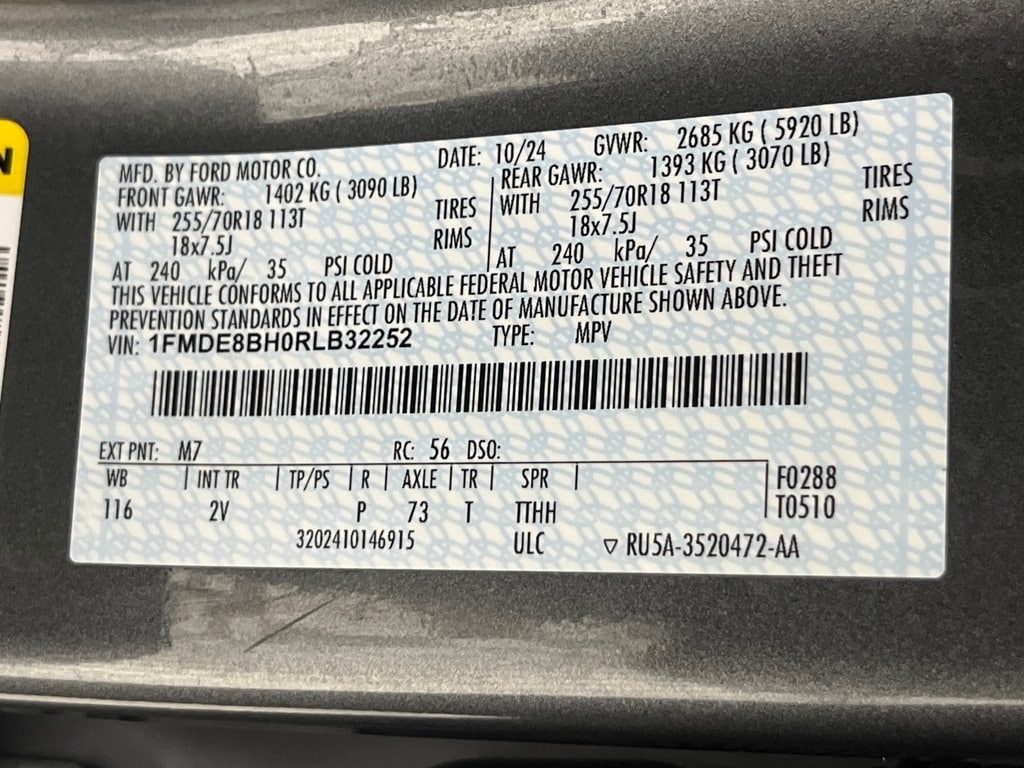 N
MFD. BY FORD MOTOR CO. DATE: 10/24 GVWR: 2685 KG ( 5920 LB)
FRONT GAWR: 1402 KG ( 3090 LB) REAR GAWR: 1393 KG ( 3070 LB)
WITH 255/70R18 113T TIRES WITH 255/70R18 113T TIRES
18x7.5J RIMS 18x7.5J RIMS
AT 240 kPa/ 35 PSI COLD AT 240 kPa/ 35 PSI COLD
THIS VEHICLE CONFORMS TO ALL APPLICABLE FEDERAL MOTOR VEHICLE SAFETY AND THEFT
PREVENTION STANDARDS IN EFFECT ON THE DATE OF MANUFACTURE SHOWN ABOVE.
VIN: 1FMDE8BH0RLB32252 TYPE: MPV
EXT PNT: M7 RC: 56 DSO:
WB INT TR TP/PS R AXLE TR SPR F0288
116 2V P 73 T TTHH T0510
3202410146915 ULC ▽ RU5A-3520472-AA